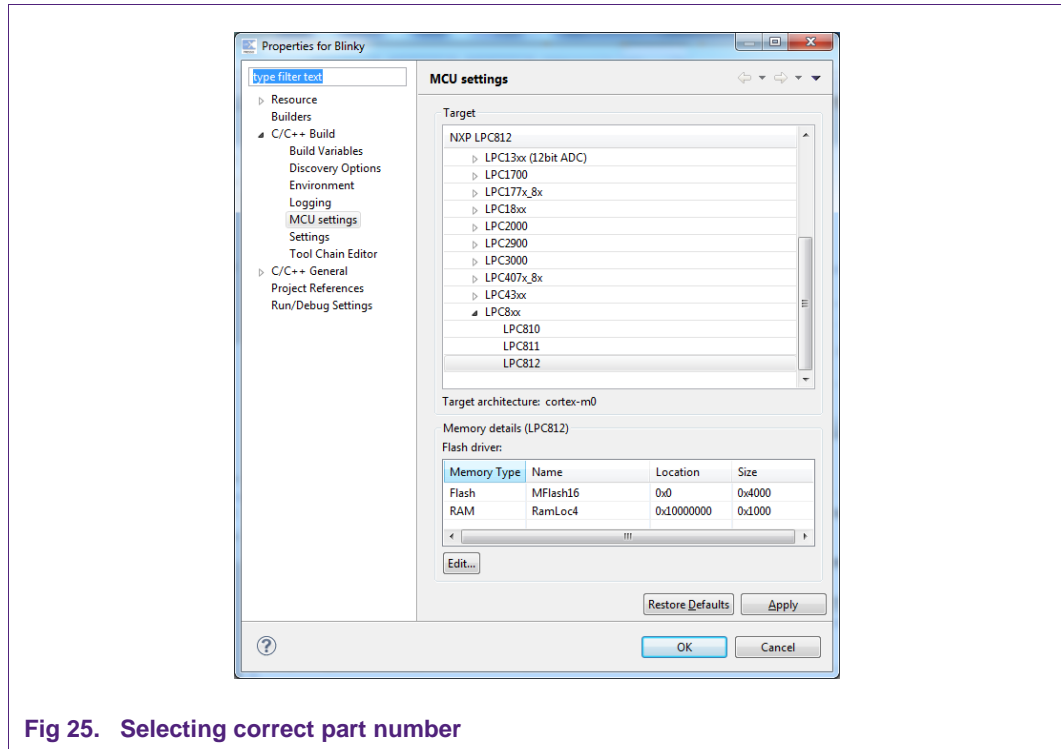 Properties for Blinky
type filter text
Resource
Builders
C/C++ Build
Build Variables
Discovery Options
Environment
Logging
MCU settings
Settings
Tool Chain Editor
C/C++ General
Project References
Run/Debug Settings
MCU settings
Target
NXP LPC812
LPC13xx (12bit ADC)
LPC1700
LPC177x_8x
LPC18xx
LPC2000
LPC2900
LPC3000
LPC407x_8x
LPC43xx
LPC8xx
LPC810
LPC811
LPC812
Target architecture: cortex-m0
Memory details (LPC812)
Flash driver:
Memory Type Name Location Size
Flash MFlash16 0x0 0x4000
RAM RamLoc4 0x10000000 0x1000
Edit...
Restore Defaults Apply
OK Cancel
Fig 25. Selecting correct part number